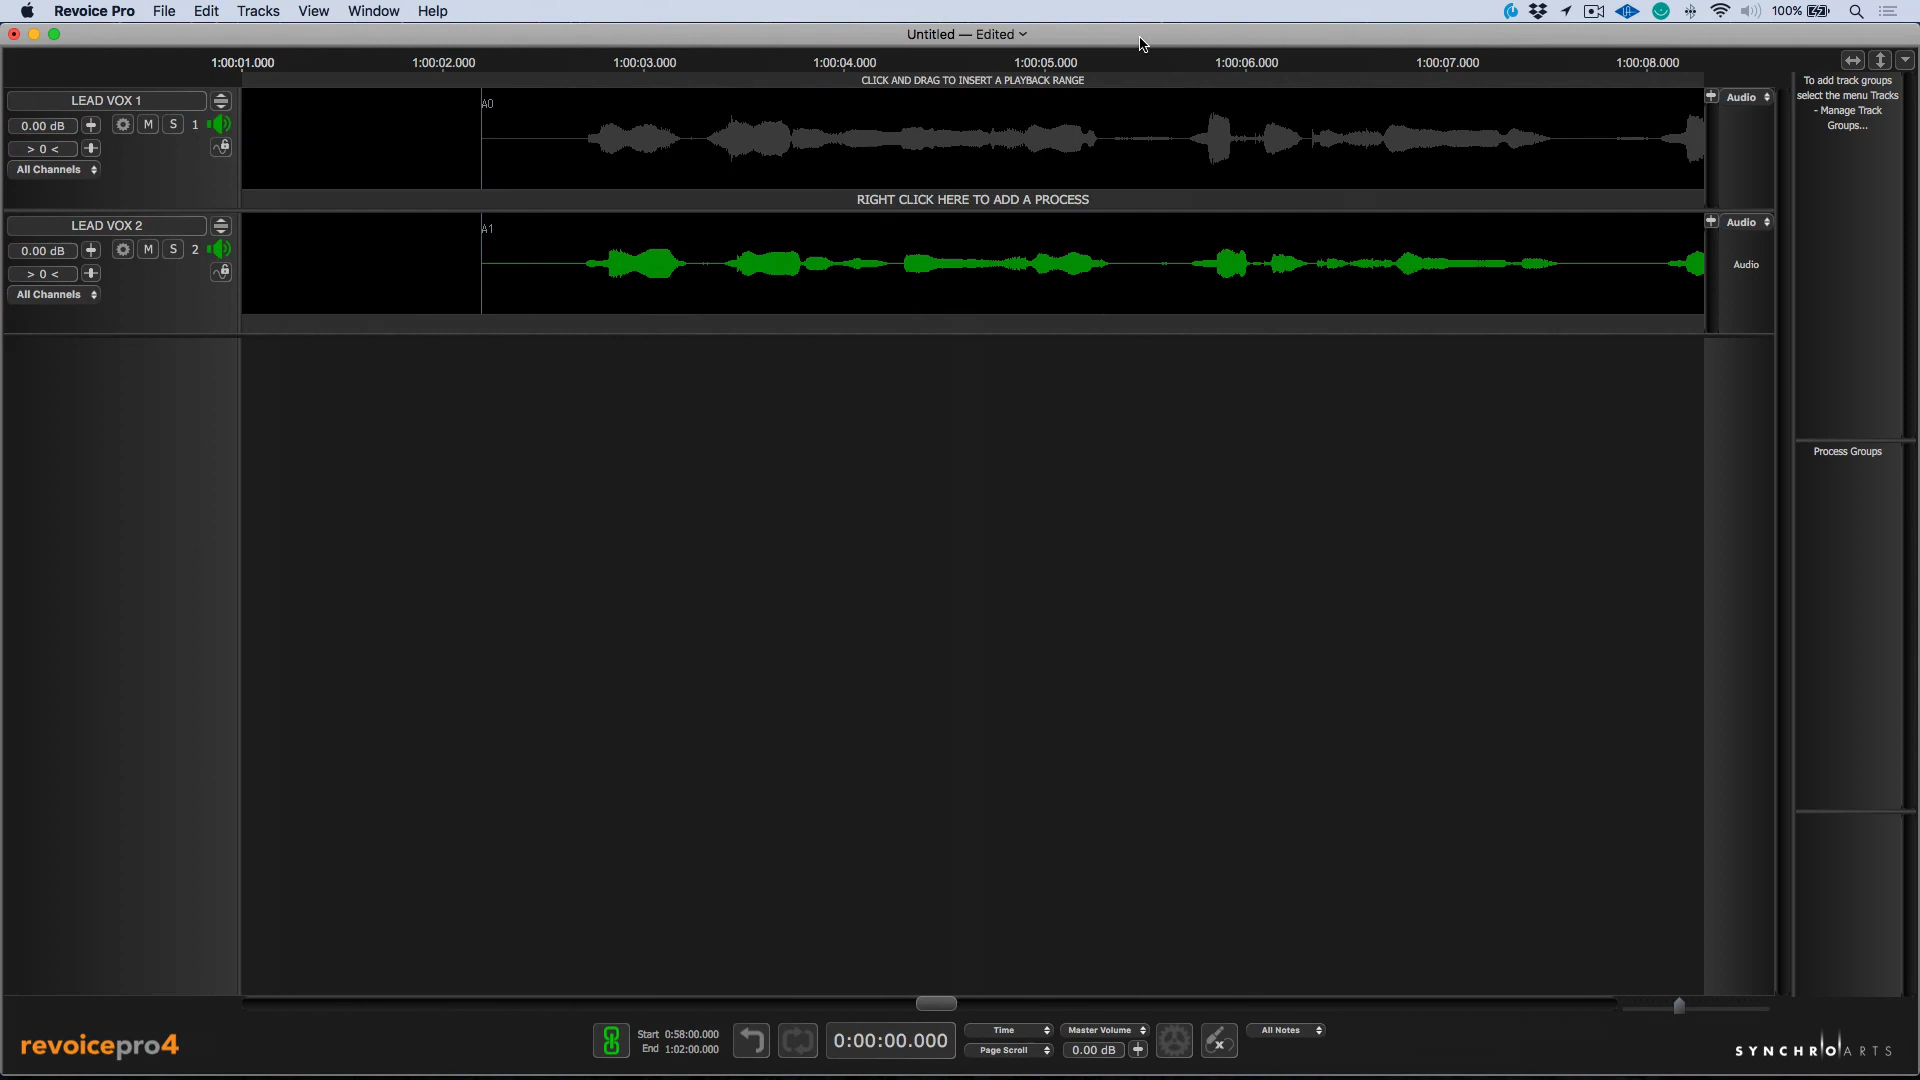 Revoice Pro File Edit Tracks View Window Help 100%
Untitled — Edited
1:00:01.000 1:00:02.000 1:00:03.000 1:00:04.000 1:00:05.000 1:00:06.000 1:00:07.000 1:00:08.000
CLICK AND DRAG TO INSERT A PLAYBACK RANGE
To add track groups
select the menu Tracks
- Manage Track
Groups...
LEAD VOX 1
A0
Audio
0.00 dB M S 1
> 0 <
All Channels
RIGHT CLICK HERE TO ADD A PROCESS
LEAD VOX 2
A1
Audio
0.00 dB M S 2
Audio
> 0 <
All Channels
Process Groups
revoicepro4
Start 0:58:00.000
End 1:02:00.000
0:00:00.000
Time
Page Scroll
Master Volume
0.00 dB
All Notes
SYNCHROARTS